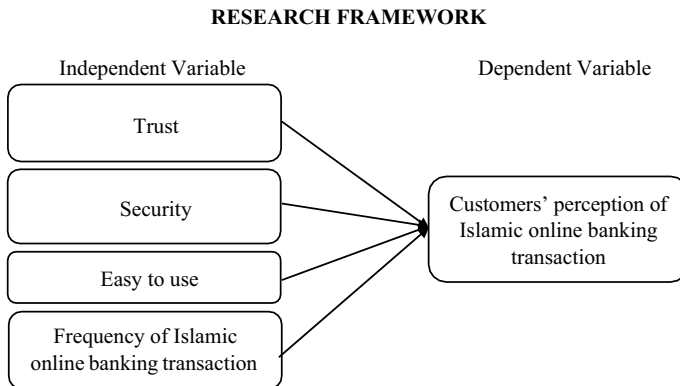 RESEARCH FRAMEWORK
Independent Variable
Dependent Variable
Trust
Security
Easy to use
Frequency of Islamic
online banking transaction
Customers’ perception of
Islamic online banking
transaction